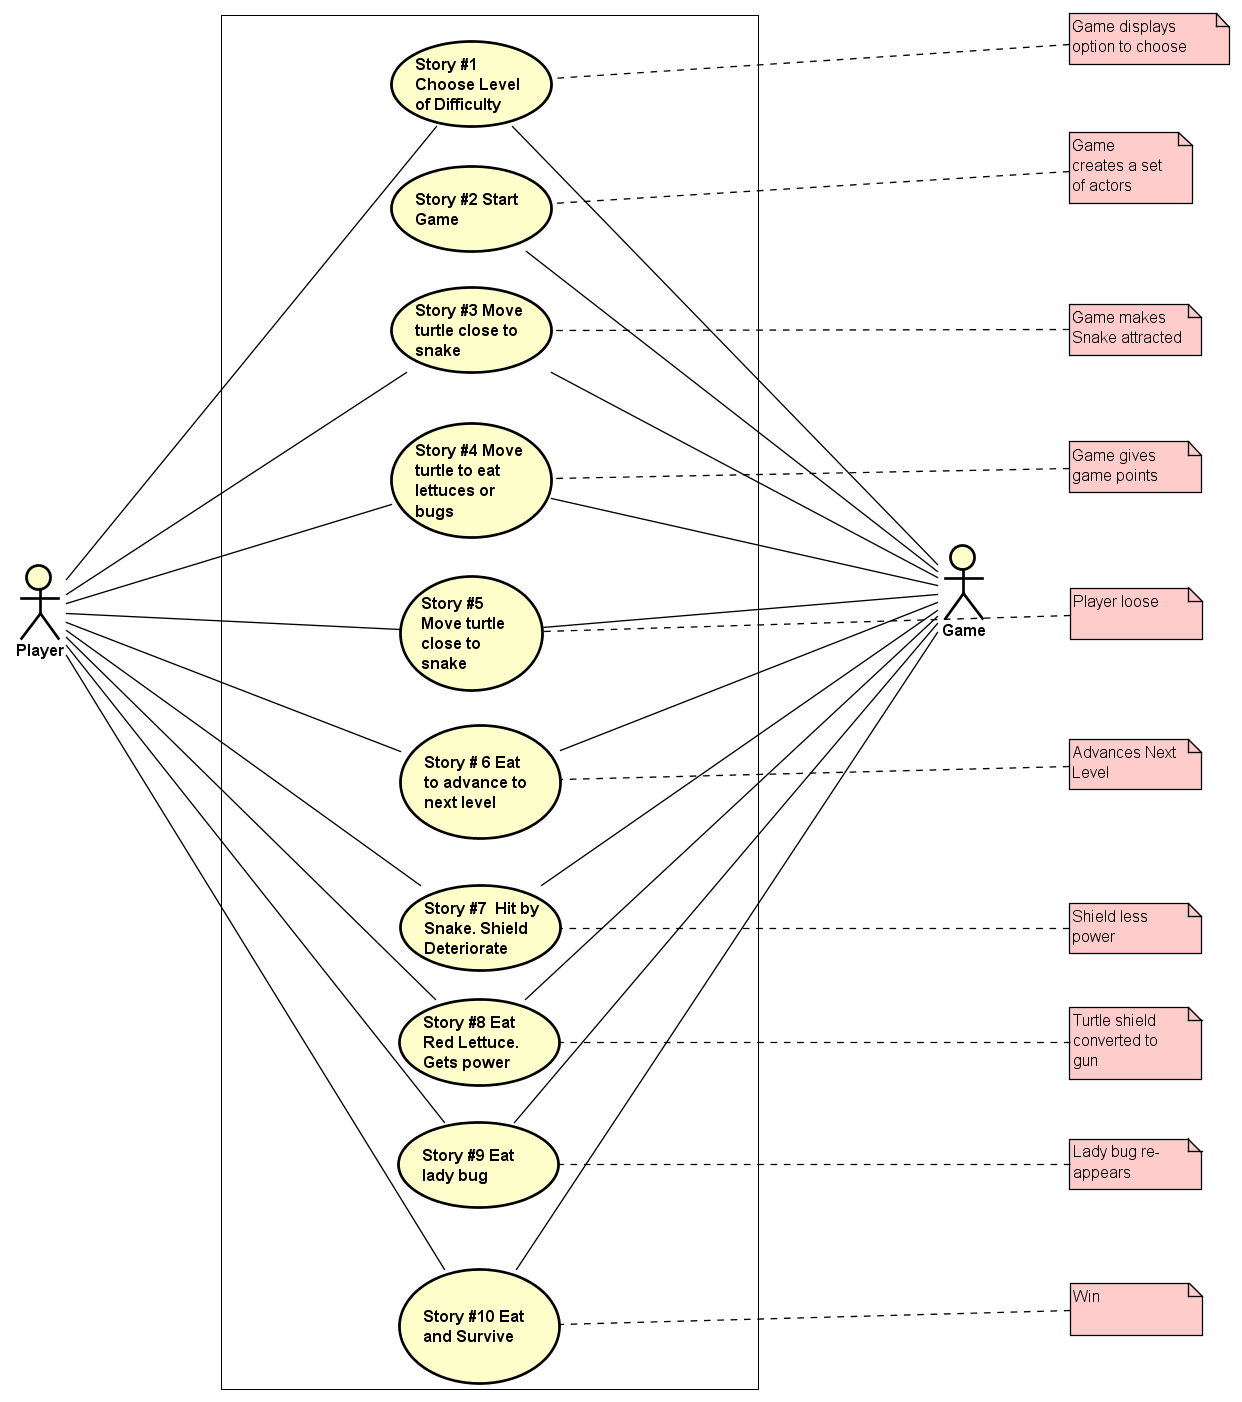 Game displays
option to choose
Story #1
Choose Level
of Difficulty
Game
creates a set
of actors
Story #2 Start
Game
Story #3 Move
turtle close to
snake
Game makes
Snake attracted
Story #4 Move
turtle to eat
lettuces or
bugs
Game gives
game points
Story #5
Move turtle
close to
snake
Player loose
Player
Game
Story # 6 Eat
to advance to
next level
Advances Next
Level
Story #7  Hit by
Snake. Shield
Deteriorate
Shield less
power
Story #8 Eat
Red Lettuce.
Gets power
Turtle shield
converted to
gun
Story #9 Eat
lady bug
Lady bug re-
appears
Story #10 Eat
and Survive
Win